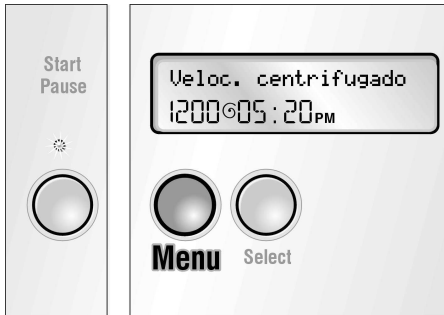 Start
Pause
Veloc. centrifugado
1200 05:20PM
Menu
Select